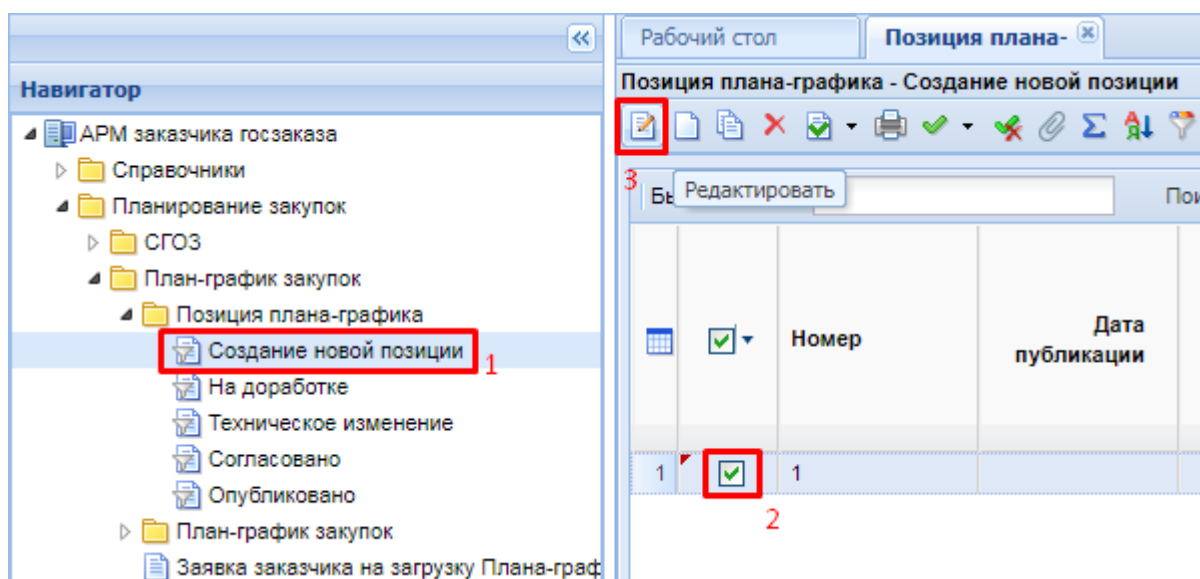 Навигатор
АРМ заказчика госзаказа
Справочники
Планирование закупок
СГОЗ
План-график закупок
Позиция плана-графика
Создание новой позиции
1
На доработке
Техническое изменение
Согласовано
Опубликовано
План-график закупок
Заявка заказчика на загрузку Плана-граф
Рабочий стол
Позиция плана-
Позиция плана-графика - Создание новой позиции
3
Редактировать
Номер
Дата
публикации
1 1
2